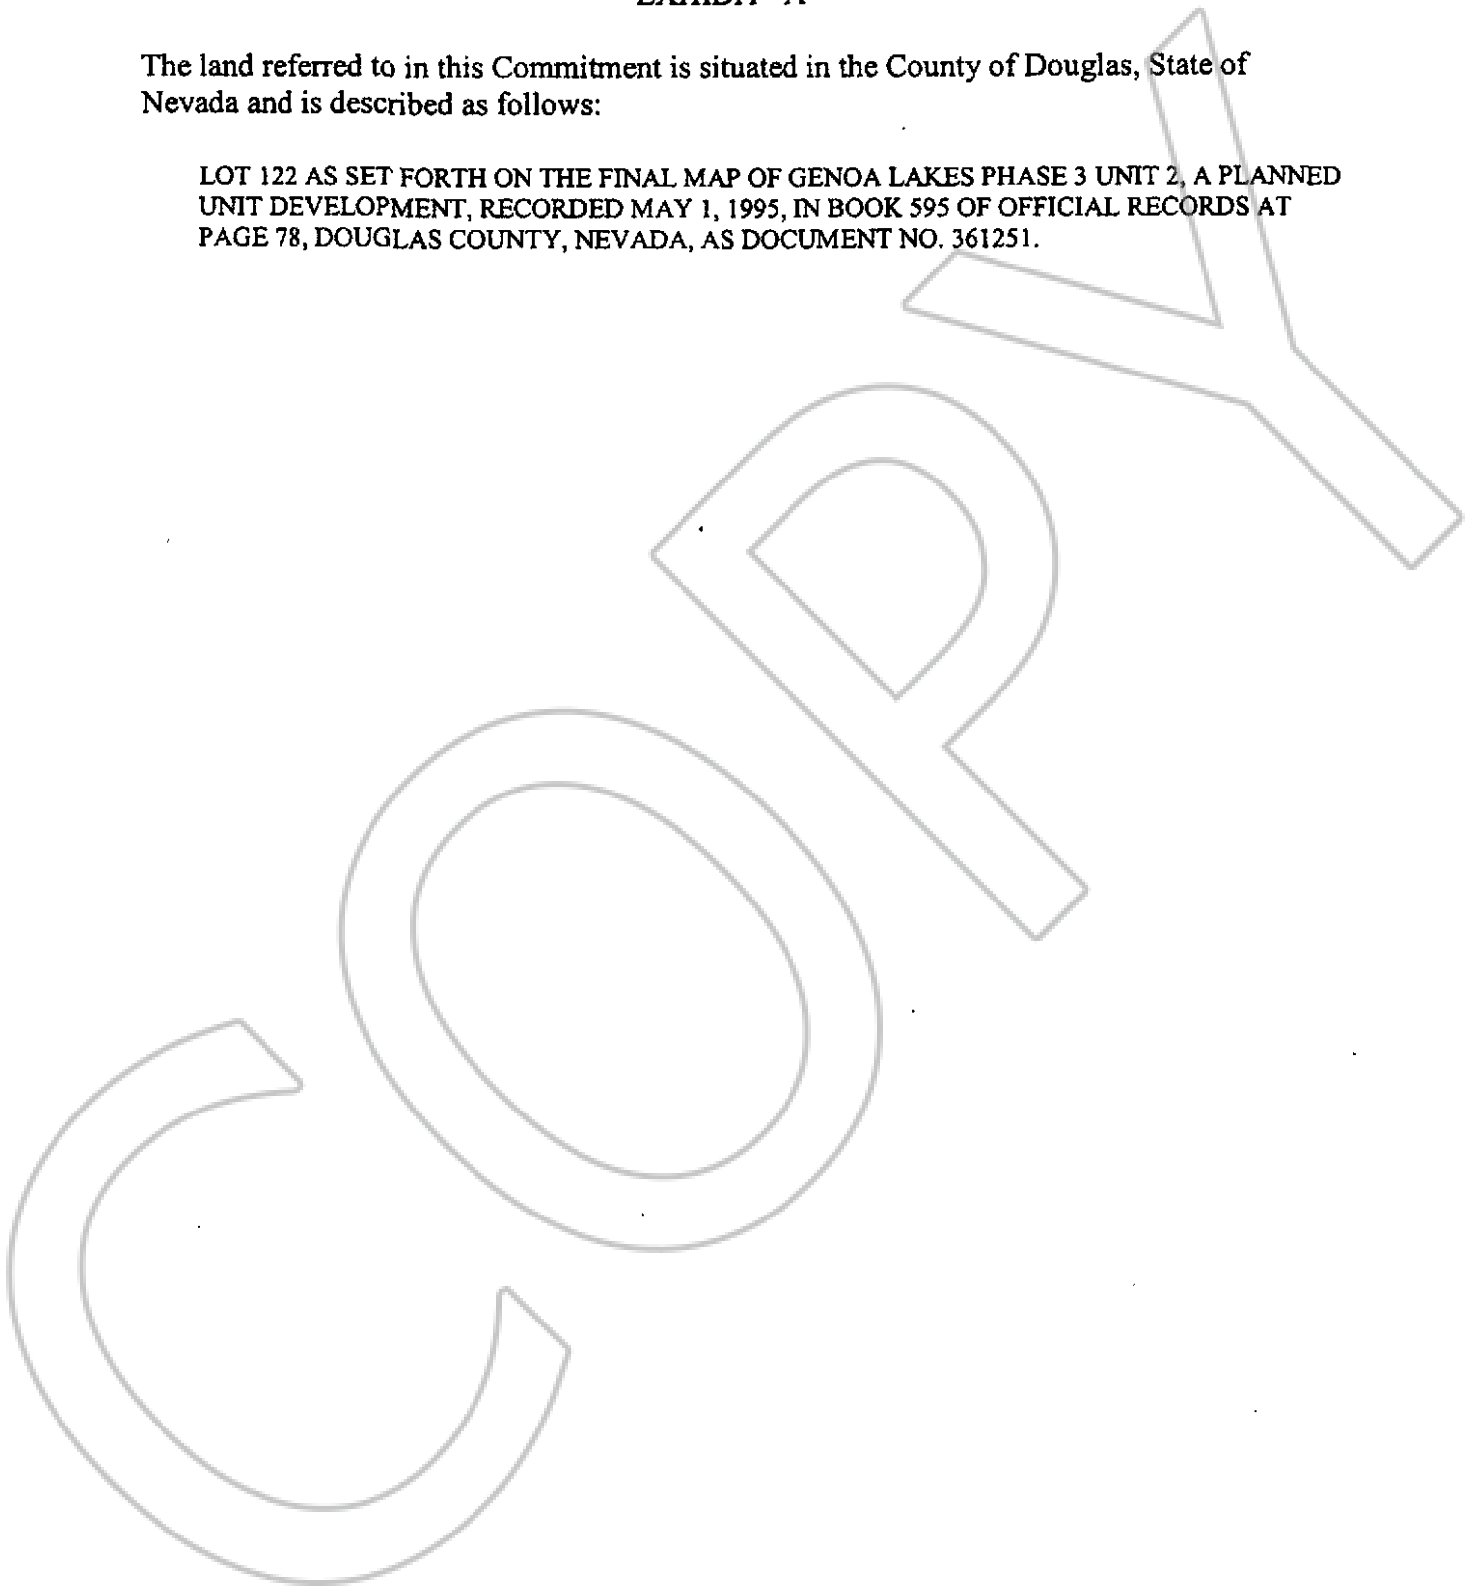 EXHIBIT "A"
The land referred to in this Commitment is situated in the County of Douglas, State of
Nevada and is described as follows:
LOT 122 AS SET FORTH ON THE FINAL MAP OF GENOA LAKES PHASE 3 UNIT 2, A PLANNED
UNIT DEVELOPMENT, RECORDED MAY 1, 1995, IN BOOK 595 OF OFFICIAL RECORDS AT
PAGE 78, DOUGLAS COUNTY, NEVADA, AS DOCUMENT NO. 361251.
COPY